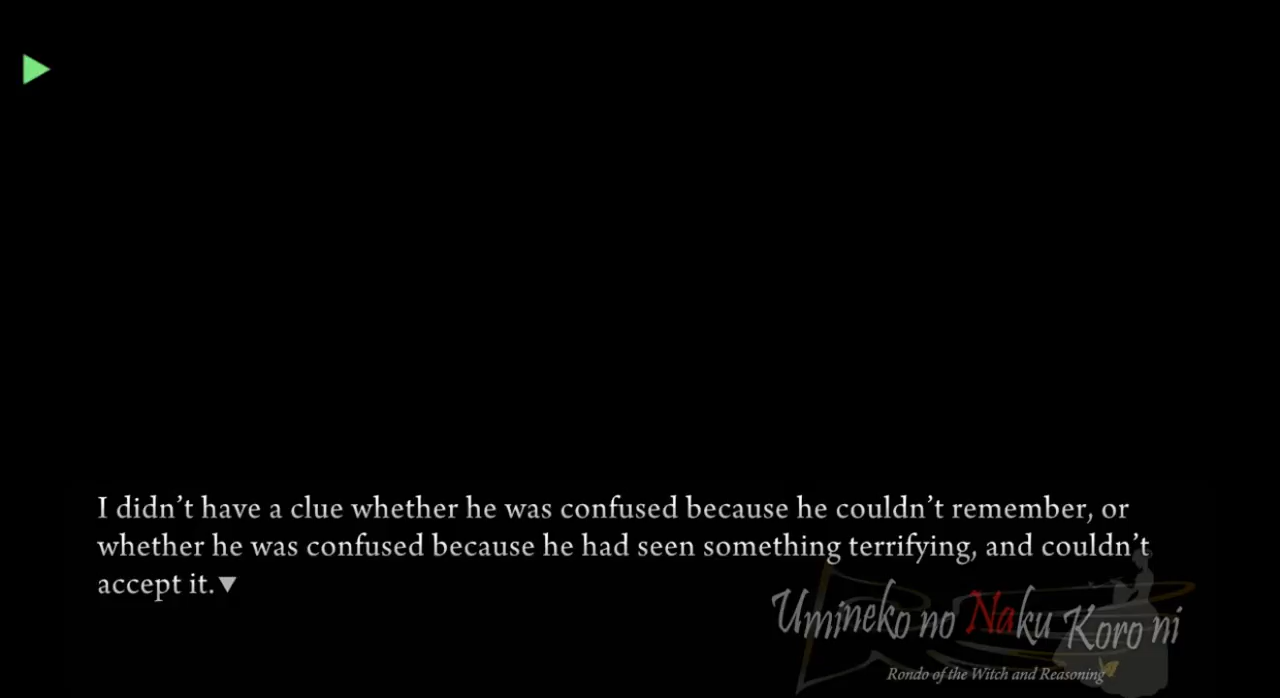 I didn’t have a clue whether he was confused because he couldn’t remember, or
whether he was confused because he had seen something terrifying, and couldn’t
accept it.
Umineko no Naku Koro ni
Rondo of the Witch and Reasoning